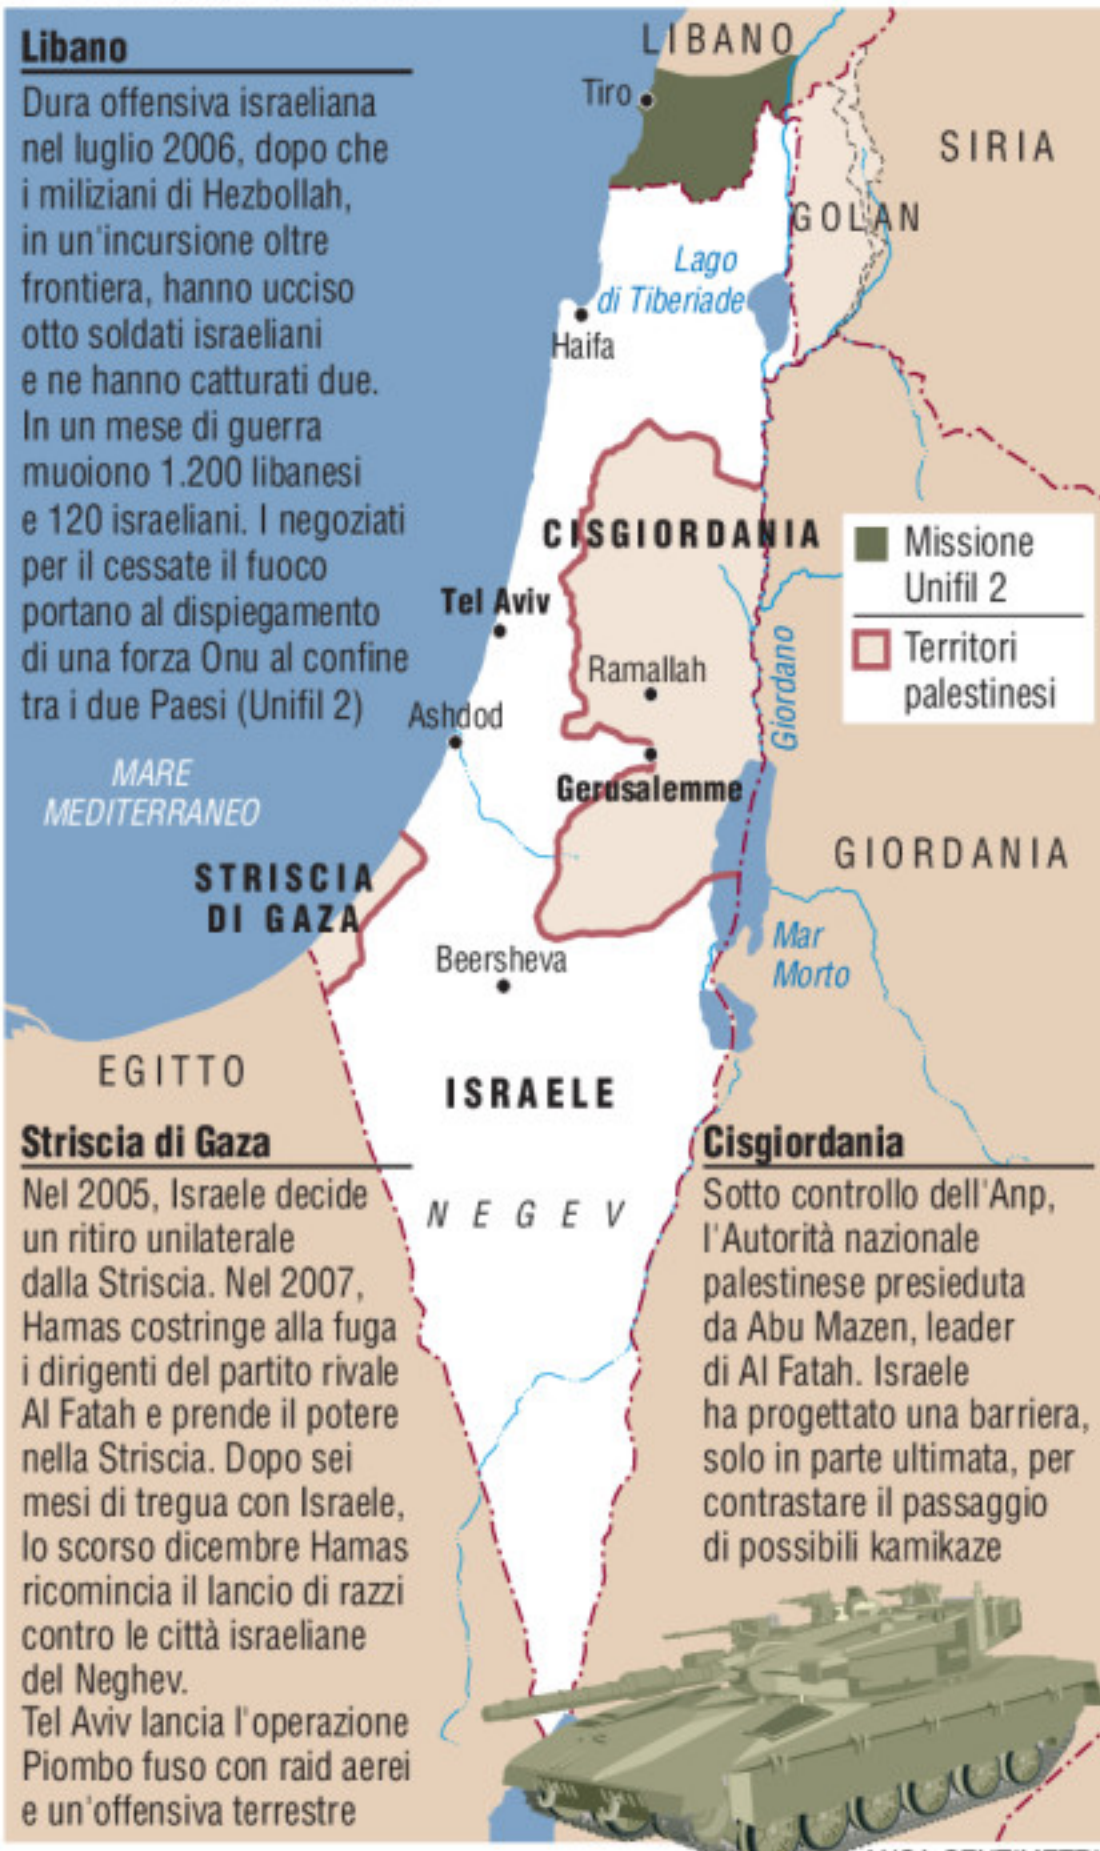 Libano
Dura offensiva israeliana
nel luglio 2006, dopo che
i miliziani di Hezbollah,
in un'incursione oltre
frontiera, hanno ucciso
otto soldati israeliani
e ne hanno catturati due.
In un mese di guerra
muoiono 1.200 libanesi
e 120 israeliani. I negoziati
per il cessate il fuoco
portano al dispiegamento
di una forza Onu al confine
tra i due Paesi (Unifil 2)
LIBANO
Tiro
SIRIA
GOLAN
Lago
di Tiberiade
Haifa
CISGIORDANIA
Missione
Unifil 2
Territori
palestinesi
Tel Aviv
Ramallah
Giordano
Ashdod
Gerusalemme
MARE
MEDITERRANEO
GIORDANIA
STRISCIA
DI GAZA
Mar
Morto
Beersheva
EGITTO
ISRAELE
NEGEV
Striscia di Gaza
Nel 2005, Israele decide
un ritiro unilaterale
dalla Striscia. Nel 2007,
Hamas costringe alla fuga
i dirigenti del partito rivale
Al Fatah e prende il potere
nella Striscia. Dopo sei
mesi di tregua con Israele,
lo scorso dicembre Hamas
ricomincia il lancio di razzi
contro le città israeliane
del Neghev.
Tel Aviv lancia l'operazione
Piombo fuso con raid aerei
e un'offensiva terrestre
Cisgiordania
Sotto controllo dell'Anp,
l'Autorità nazionale
palestinese presieduta
da Abu Mazen, leader
di Al Fatah. Israele
ha progettato una barriera,
solo in parte ultimata, per
contrastare il passaggio
di possibili kamikaze